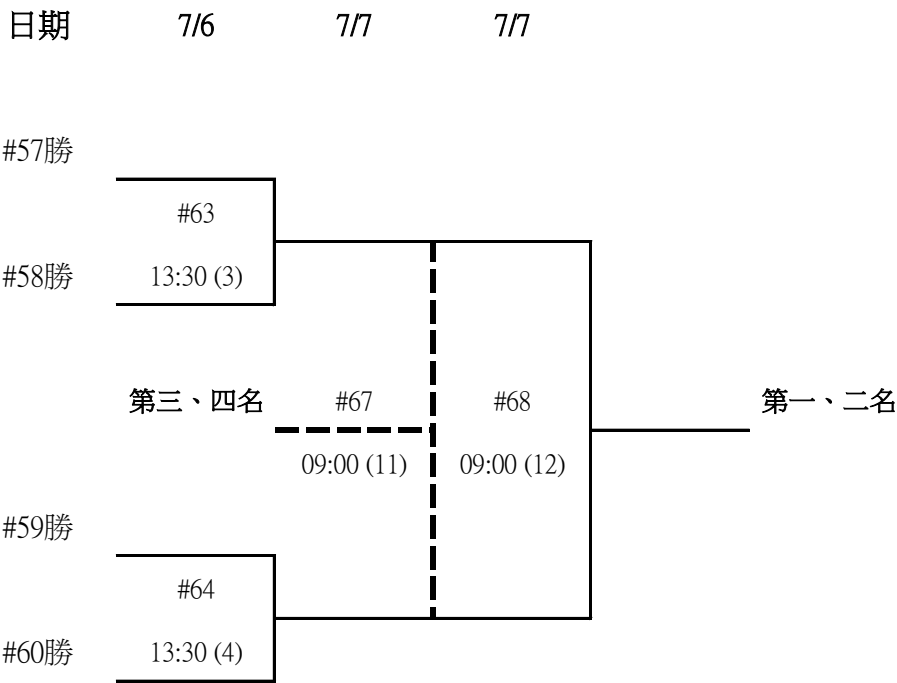 日期 7/6 7/7 7/7
#57勝
#63
#58勝 13:30 (3)
第三、四名 #67 #68 第一、二名
09:00 (11) 09:00 (12)
#59勝
#64
#60勝 13:30 (4)